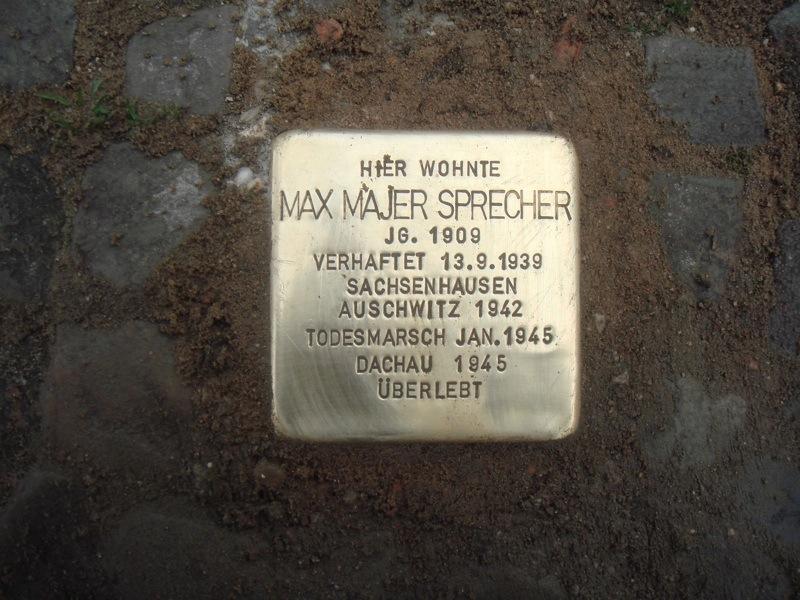 HIER WOHNTE
MAX MAJER SPRECHER
JG. 1909
VERHAFTET 13.9.1939
SACHSENHAUSEN
AUSCHWITZ 1942
TODESMARSCH JAN.1945
DACHAU 1945
ÜBERLEBT